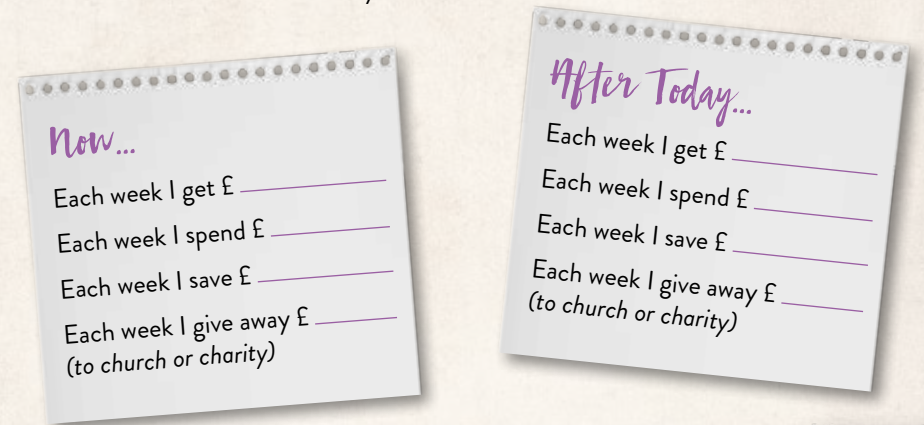 Now...
Each week I get £
Each week I spend £
Each week I save £
Each week I give away £
(to church or charity)
After Today...
Each week I get £
Each week I spend £
Each week I save £
Each week I give away £
(to church or charity)